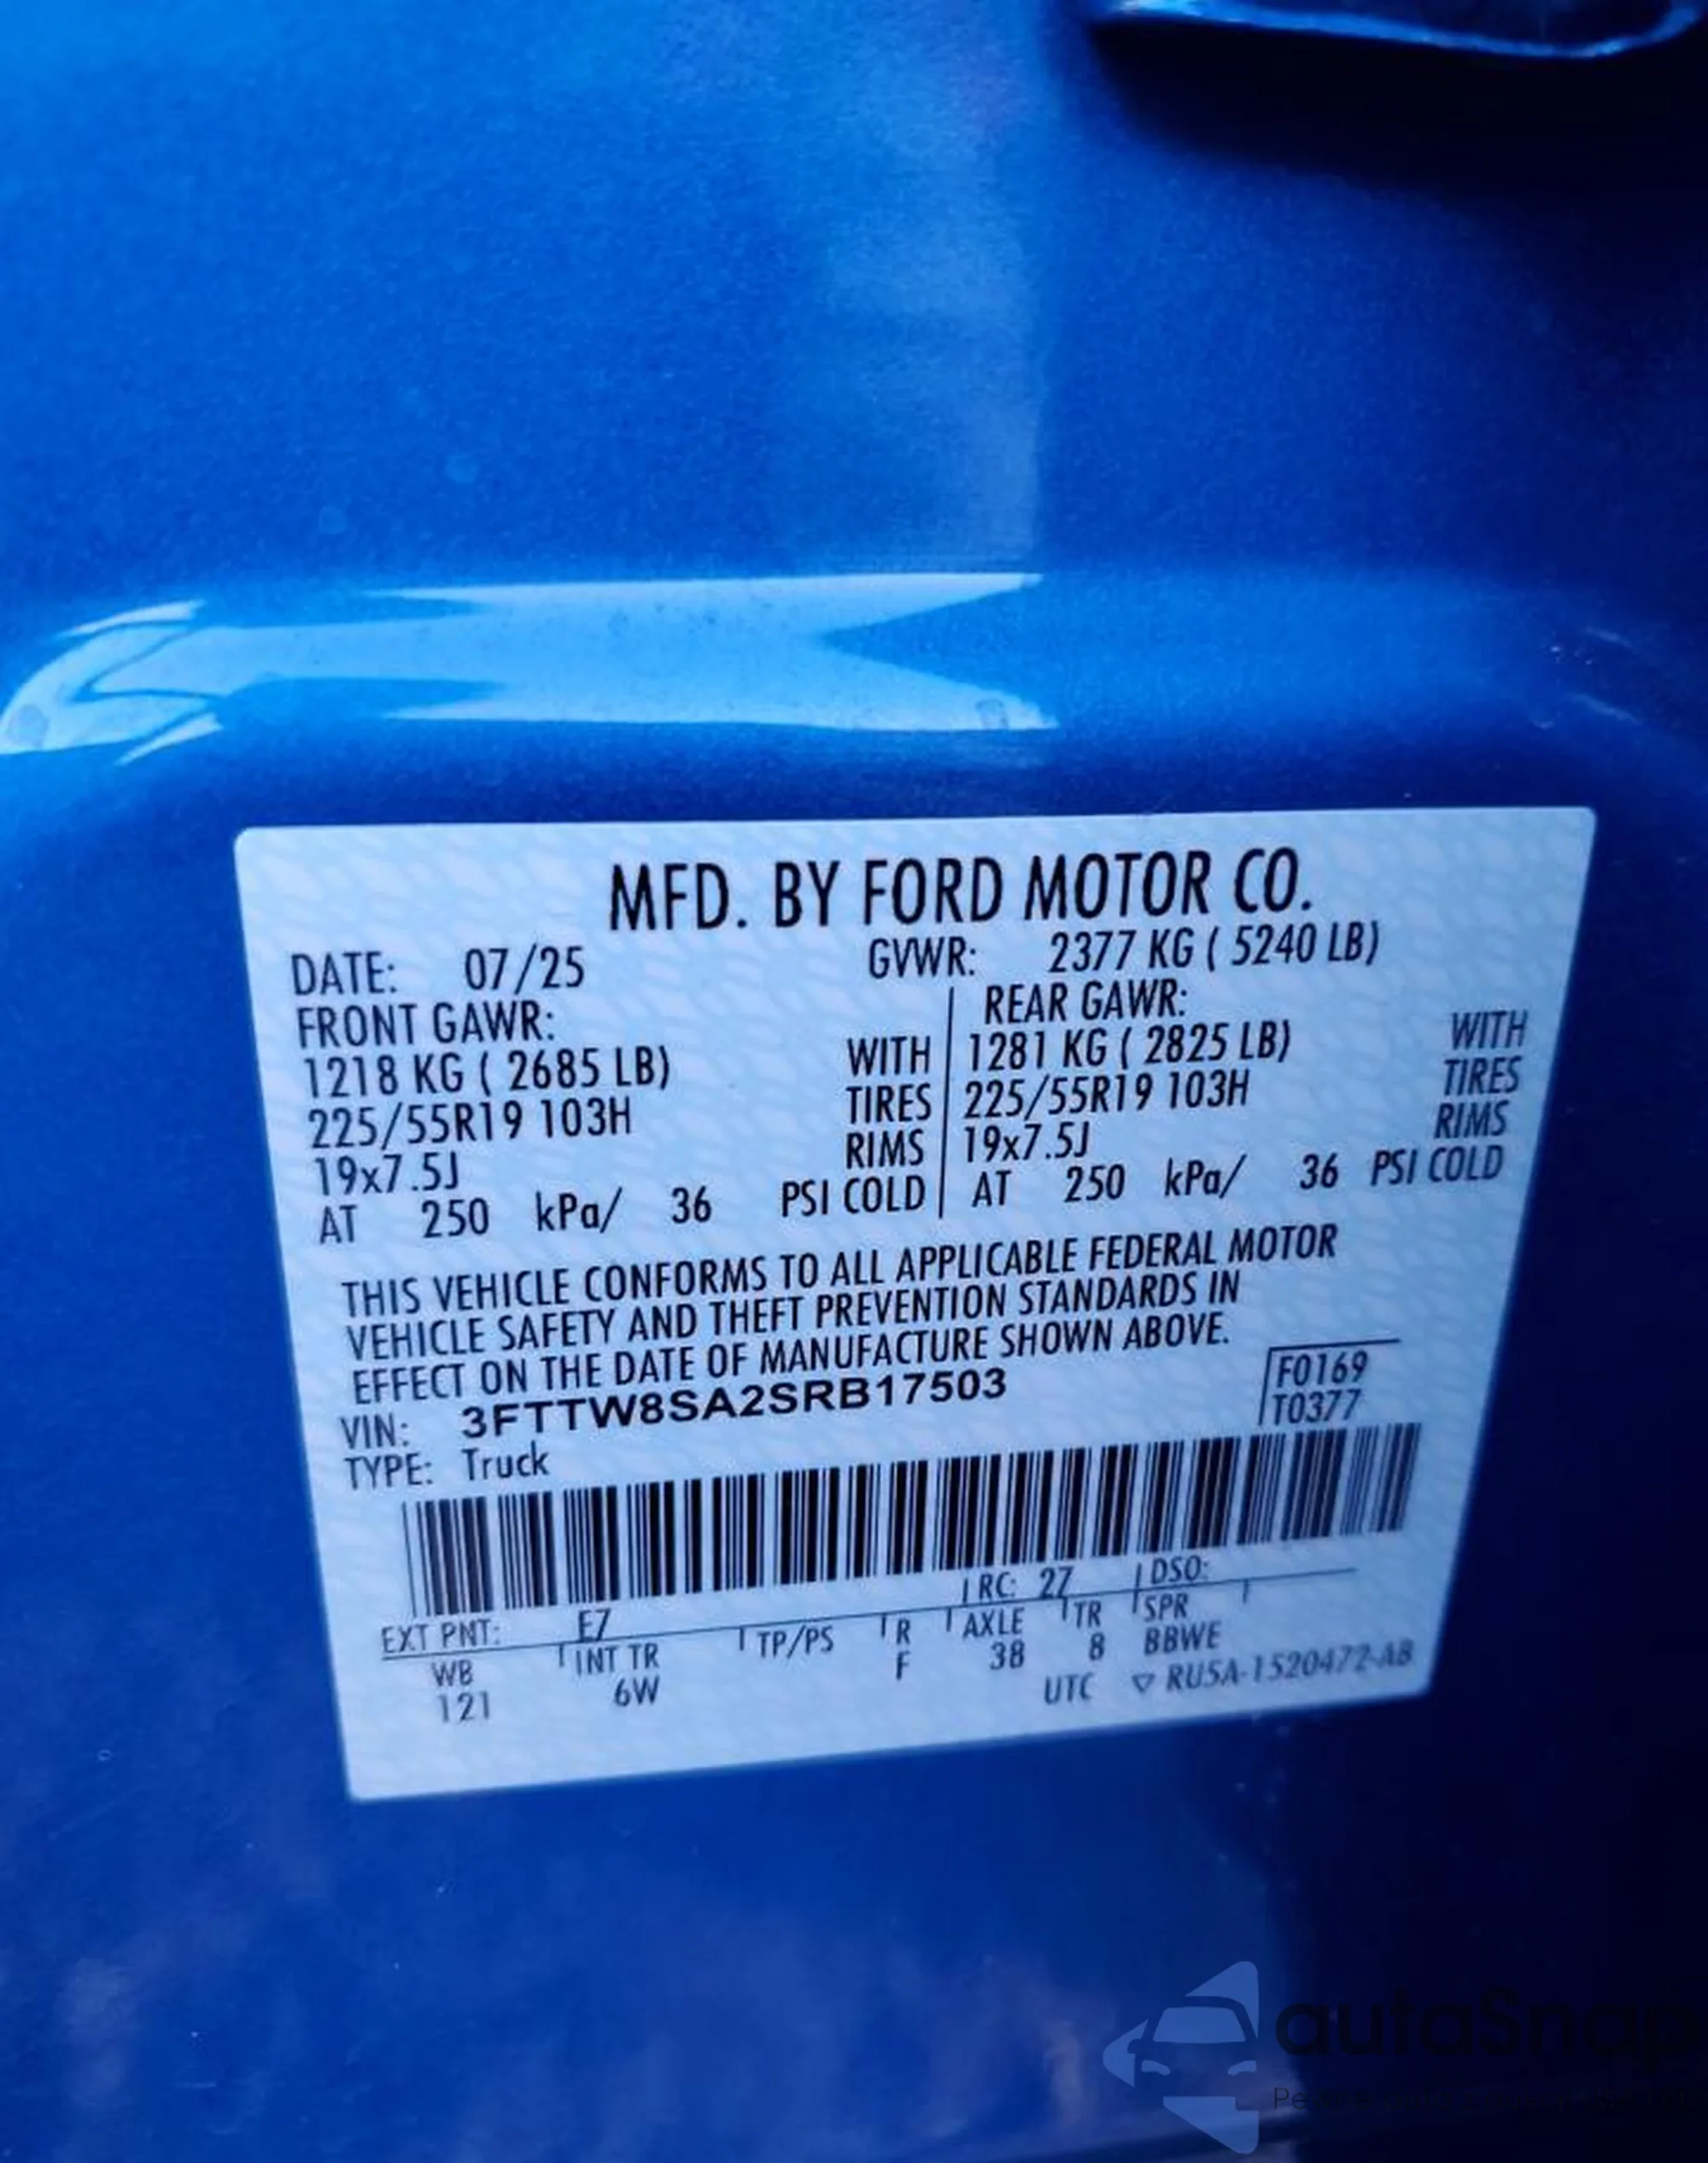 MFD. BY FORD MOTOR CO.
DATE: 07/25 GVWR: 2377 KG ( 5240 LB)
FRONT GAWR: REAR GAWR:
1218 KG ( 2685 LB) WITH 1281 KG ( 2825 LB) WITH
225/55R19 103H TIRES 225/55R19 103H TIRES
19x7.5J RIMS 19x7.5J RIMS
AT 250 kPa/ 36 PSI COLD AT 250 kPa/ 36 PSI COLD
THIS VEHICLE CONFORMS TO ALL APPLICABLE FEDERAL MOTOR
VEHICLE SAFETY AND THEFT PREVENTION STANDARDS IN
EFFECT ON THE DATE OF MANUFACTURE SHOWN ABOVE.
VIN: 3FTTW8SA2SRB17503 F0169
TYPE: Truck T0377
EXT PNT: E7 RC: 27 DSO:
WB INT TR TP/PS R AXLE TR SPR
121 6W F 38 8 BBWE
UTC ▽ RU5A-1520472-AB
autoSnap